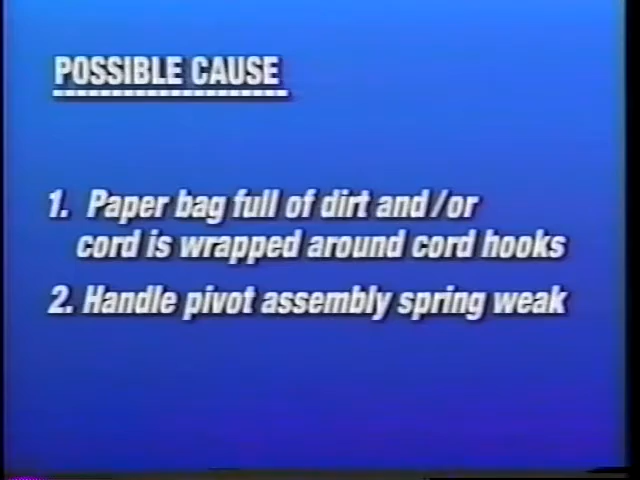 POSSIBLE CAUSE
1. Paper bag full of dirt and/or
cord is wrapped around cord hooks
2. Handle pivot assembly spring weak